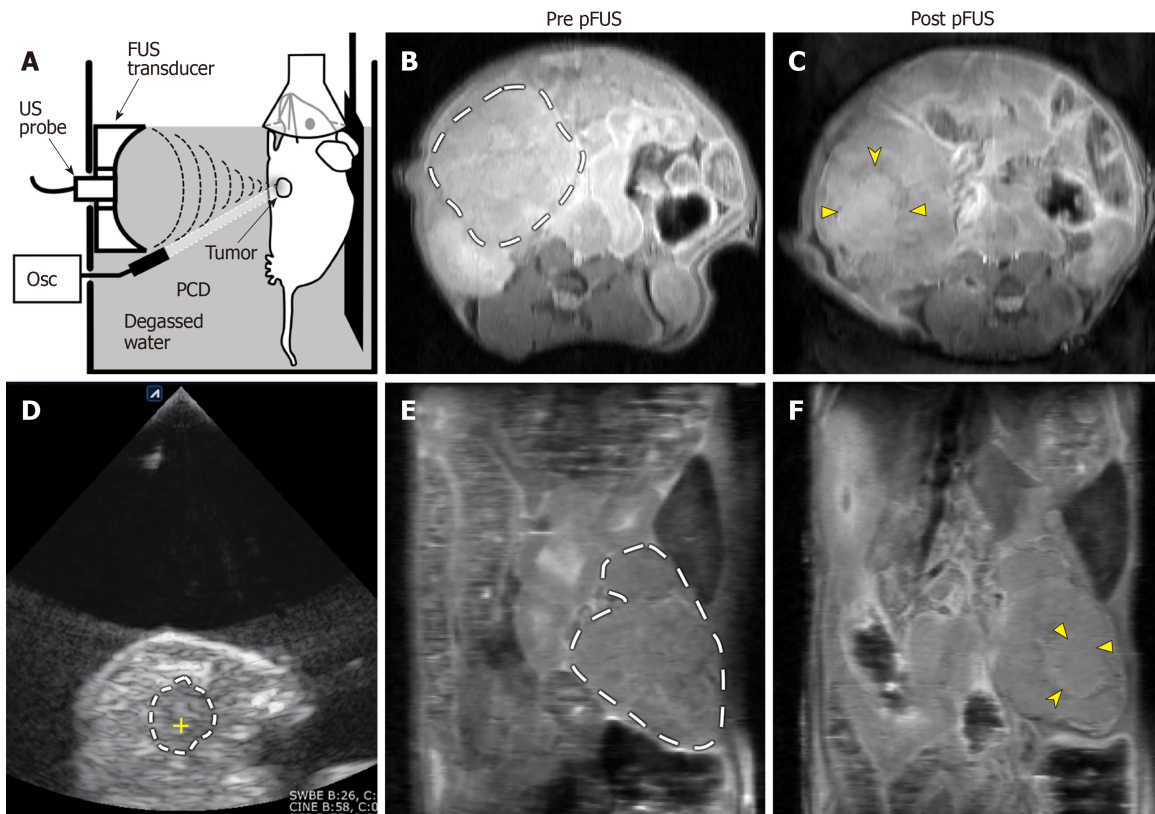 Pre pFUS
Post pFUS
A
FUS
transducer
US
probe
Tumor
Osc
PCD
Degassed
water
B
C
D
SWBE B:26, C:
CINE B:58, C:0
E
F